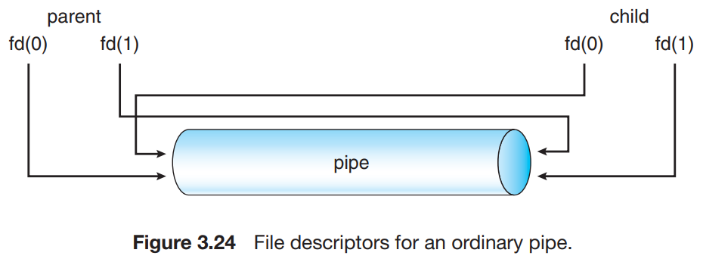 parent child
fd(0) fd(1) fd(0) fd(1)
pipe
Figure 3.24 File descriptors for an ordinary pipe.